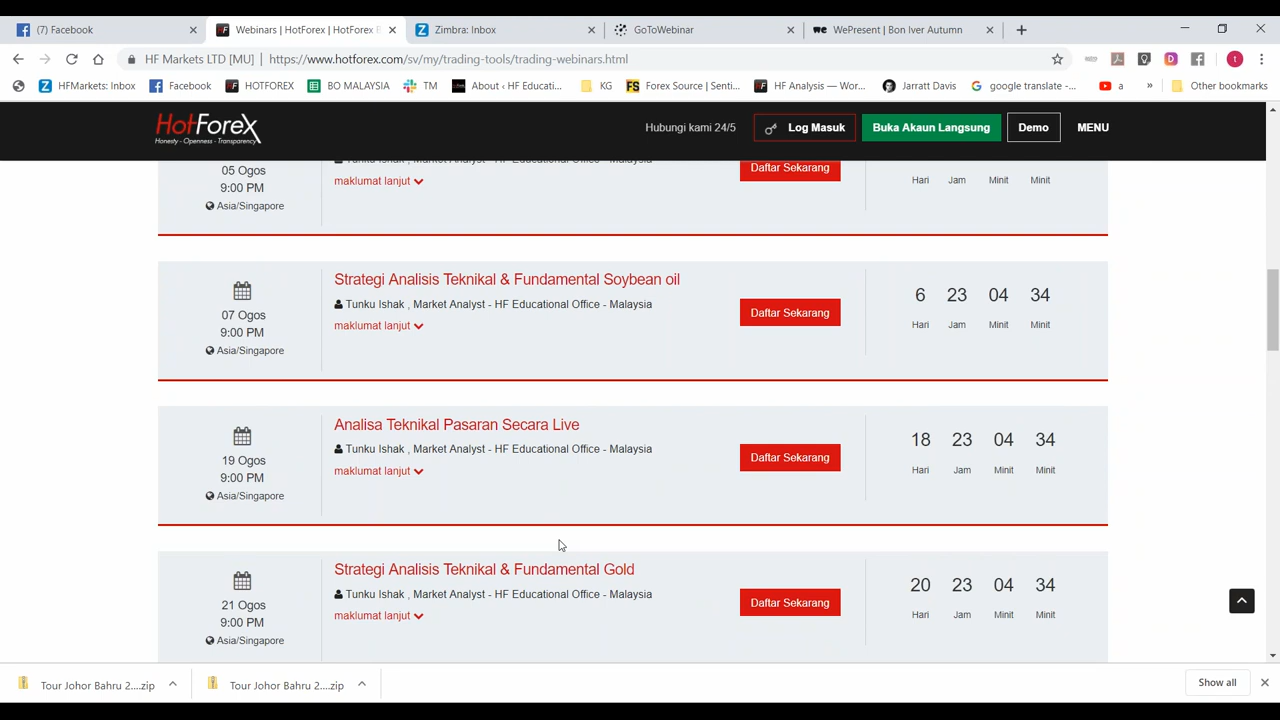 (7) Facebook
Webinars | HotForex | HotForex
Zimbra: Inbox
GoToWebinar
WePresent | Bon Iver Autumn
HF Markets LTD [MU] | https://www.hotforex.com/sv/my/trading-tools/trading-webinars.html
HFMarkets: Inbox
Facebook
HOTFOREX
BO MALAYSIA
TM
About ‹ HF Educati...
KG
Forex Source | Senti...
HF Analysis — Wor...
Jarratt Davis
google translate -...
a
»
Other bookmarks
HotForex
Honesty - Openness - Transparency
Hubungi kami 24/5
Log Masuk
Buka Akaun Langsung
Demo
MENU
05 Ogos
9:00 PM
Asia/Singapore
Tunku Ishak , Market Analyst - HF Educational Office - Malaysia
maklumat lanjut
Daftar Sekarang
Hari Jam Minit Minit
07 Ogos
9:00 PM
Asia/Singapore
Strategi Analisis Teknikal & Fundamental Soybean oil
Tunku Ishak , Market Analyst - HF Educational Office - Malaysia
maklumat lanjut
Daftar Sekarang
6 23 04 34
Hari Jam Minit Minit
19 Ogos
9:00 PM
Asia/Singapore
Analisa Teknikal Pasaran Secara Live
Tunku Ishak , Market Analyst - HF Educational Office - Malaysia
maklumat lanjut
Daftar Sekarang
18 23 04 34
Hari Jam Minit Minit
21 Ogos
9:00 PM
Asia/Singapore
Strategi Analisis Teknikal & Fundamental Gold
Tunku Ishak , Market Analyst - HF Educational Office - Malaysia
maklumat lanjut
Daftar Sekarang
20 23 04 34
Hari Jam Minit Minit
Tour Johor Bahru 2....zip
Tour Johor Bahru 2....zip
Show all